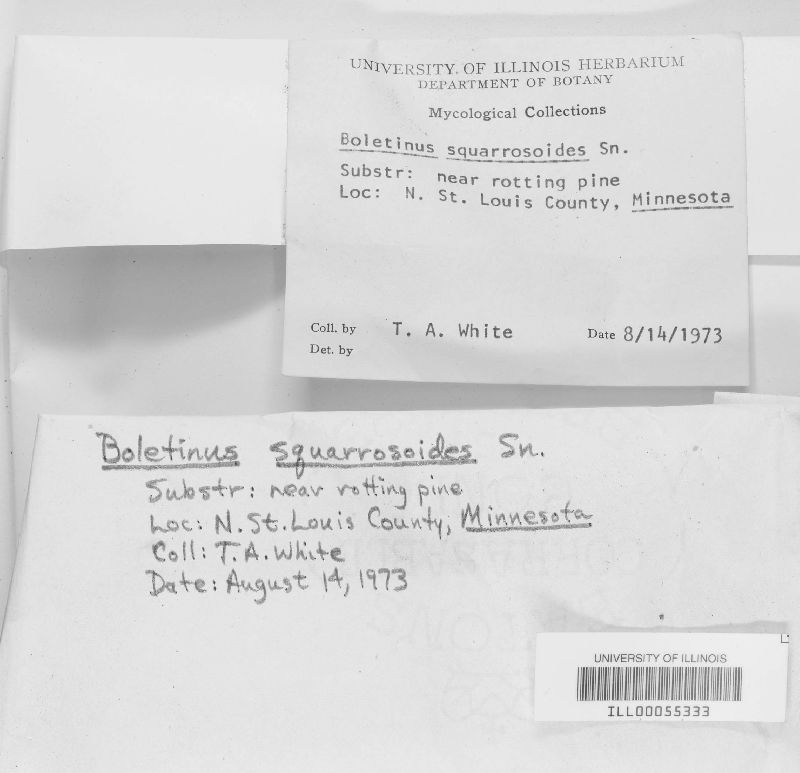 UNIVERSITY OF ILLINOIS HERBARIUM
DEPARTMENT OF BOTANY
Mycological Collections
Boletinus squarrosoides Sn.
Substr: near rotting pine
Loc: N. St. Louis County, Minnesota
Coll. by T. A. White Date 8/14/1973
Det. by
Boletinus squarrosoides Sn.
Substr: near rotting pine
Loc: N. St. Louis County, Minnesota
Coll: T. A. White
Date: August 14, 1973
UNIVERSITY OF ILLINOIS
ILL00055333